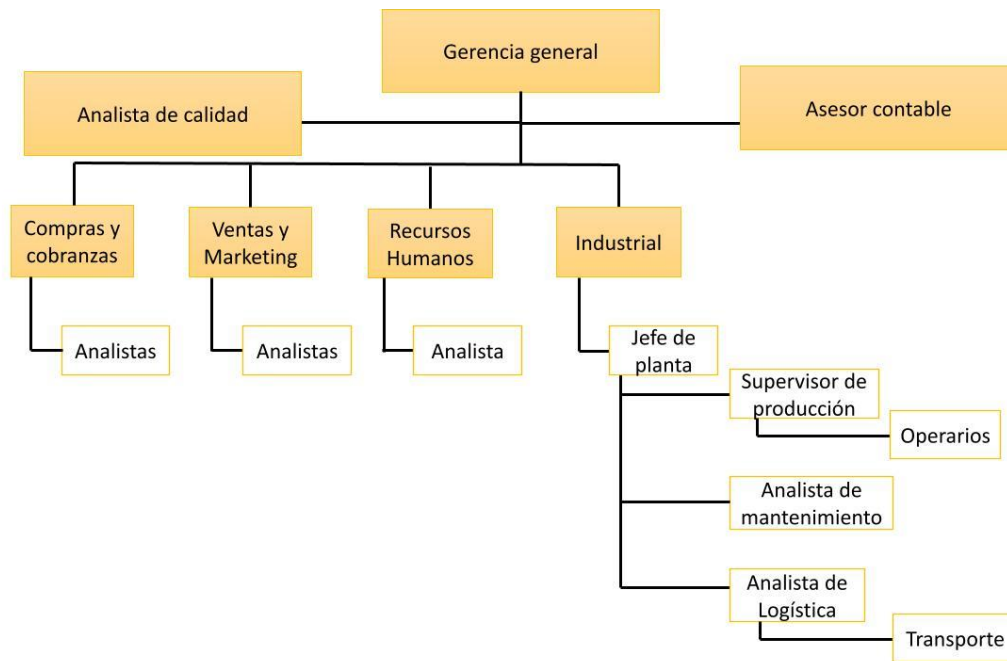 Gerencia general
Analista de calidad
Asesor contable
Compras y
cobranzas
Ventas y
Marketing
Recursos
Humanos
Industrial
Analistas
Analistas
Analista
Jefe de
planta
Supervisor de
producción
Operarios
Analista de
mantenimiento
Analista de
Logística
Transporte